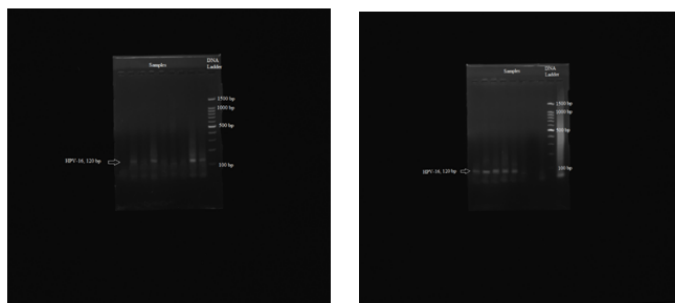 Samples
DNA
Ladder
1500 bp
1000 bp
500 bp
HPV-16, 120 bp
100 bp
Samples
DNA
Ladder
1500 bp
1000 bp
500 bp
100 bp
HPV-16, 120 bp